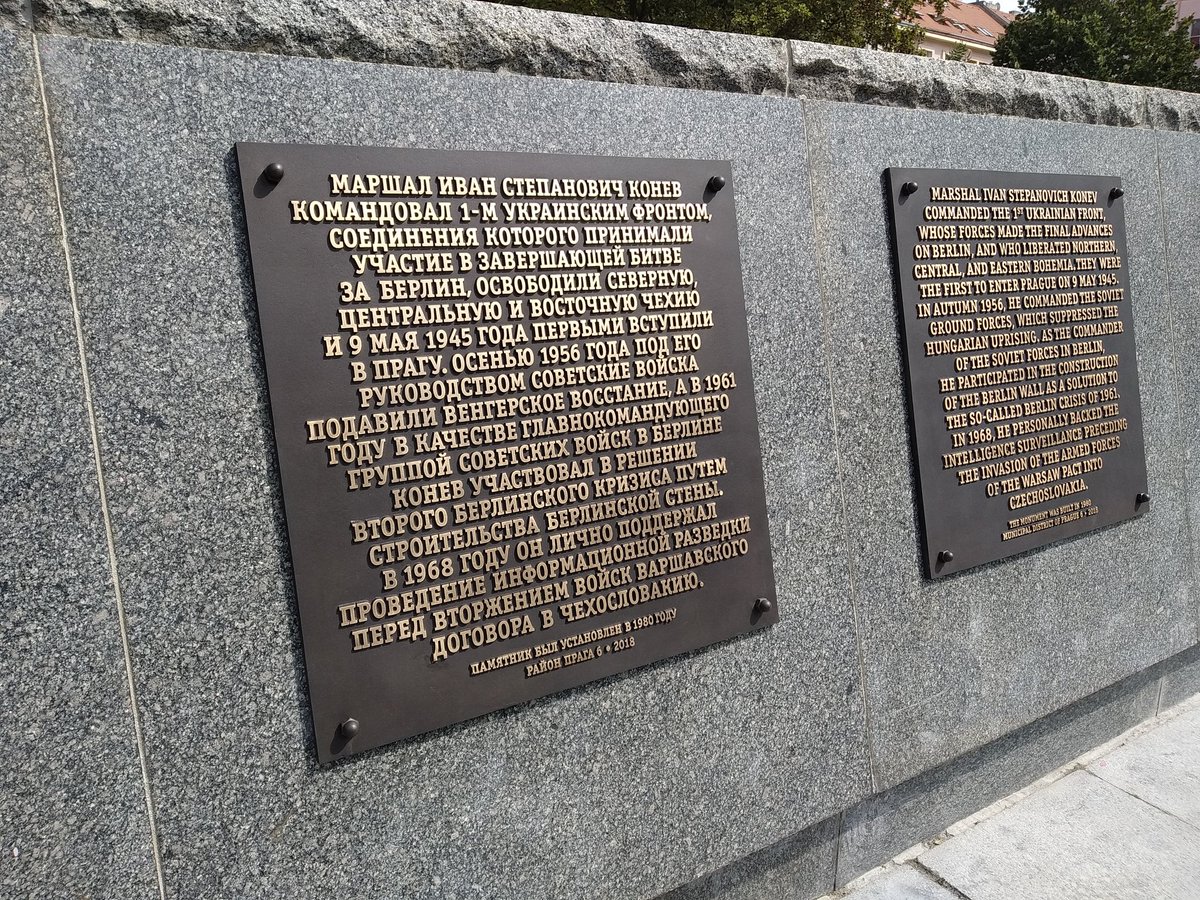 МАРШАЛ ИВАН СТЕПАНОВИЧ КОНЕВ
КОМАНДОВАЛ 1-М УКРАИНСКИМ ФРОНТОМ,
СОЕДИНЕНИЯ КОТОРОГО ПРИНИМАЛИ
УЧАСТИЕ В ЗАВЕРШАЮЩЕЙ БИТВЕ
ЗА БЕРЛИН, ОСВОБОДИЛИ СЕВЕРНУЮ,
ЦЕНТРАЛЬНУЮ И ВОСТОЧНУЮ ЧЕХИЮ
И 9 МАЯ 1945 ГОДА ПЕРВЫМИ ВСТУПИЛИ
В ПРАГУ. ОСЕНЬЮ 1956 ГОДА ПОД ЕГО
РУКОВОДСТВОМ СОВЕТСКИЕ ВОЙСКА
ПОДАВИЛИ ВЕНГЕРСКОЕ ВОССТАНИЕ, А В 1961
ГОДУ В КАЧЕСТВЕ ГЛАВНОКОМАНДУЮЩЕГО
ГРУППОЙ СОВЕТСКИХ ВОЙСК В БЕРЛИНЕ
КОНЕВ УЧАСТВОВАЛ В РЕШЕНИИ
ВТОРОГО БЕРЛИНСКОГО КРИЗИСА ПУТЕМ
СТРОИТЕЛЬСТВА БЕРЛИНСКОЙ СТЕНЫ.
В 1968 ГОДУ ОН ЛИЧНО ПОДДЕРЖАЛ
ПРОВЕДЕНИЕ ИНФОРМАЦИОННОЙ РАЗВЕДКИ
ПЕРЕД ВТОРЖЕНИЕМ ВОЙСК ВАРШАВСКОГО
ДОГОВОРА В ЧЕХОСЛОВАКИЮ.
ПАМЯТНИК БЫЛ УСТАНОВЛЕН В 1980 ГОДУ
РАЙОН ПРАГА 6 • 2018
MARSHAL IVAN STEPANOVICH KONEV
COMMANDED THE 1ST UKRAINIAN FRONT,
WHOSE FORCES MADE THE FINAL ADVANCES
ON BERLIN, AND WHO LIBERATED NORTHERN,
CENTRAL, AND EASTERN BOHEMIA. THEY WERE
THE FIRST TO ENTER PRAGUE ON 9 MAY 1945.
IN AUTUMN 1956, HE COMMANDED THE SOVIET
GROUND FORCES, WHICH SUPPRESSED THE
HUNGARIAN UPRISING. AS THE COMMANDER
OF THE SOVIET FORCES IN BERLIN,
HE PARTICIPATED IN THE CONSTRUCTION
OF THE BERLIN WALL AS A SOLUTION TO
THE SO-CALLED BERLIN CRISIS OF 1961.
IN 1968, HE PERSONALLY BACKED THE
INTELLIGENCE SURVEILLANCE PRECEDING
THE INVASION OF THE ARMED FORCES
OF THE WARSAW PACT INTO
CZECHOSLOVAKIA.
THE MONUMENT WAS BUILT IN 1980
MUNICIPAL DISTRICT OF PRAGUE 6 • 2018